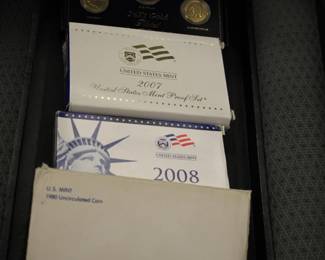 UNITED STATES MINT
2007
United States Mint Proof Set
UNITED STATES MINT
2008
U.S. MINT
1980 Uncirculated Coin